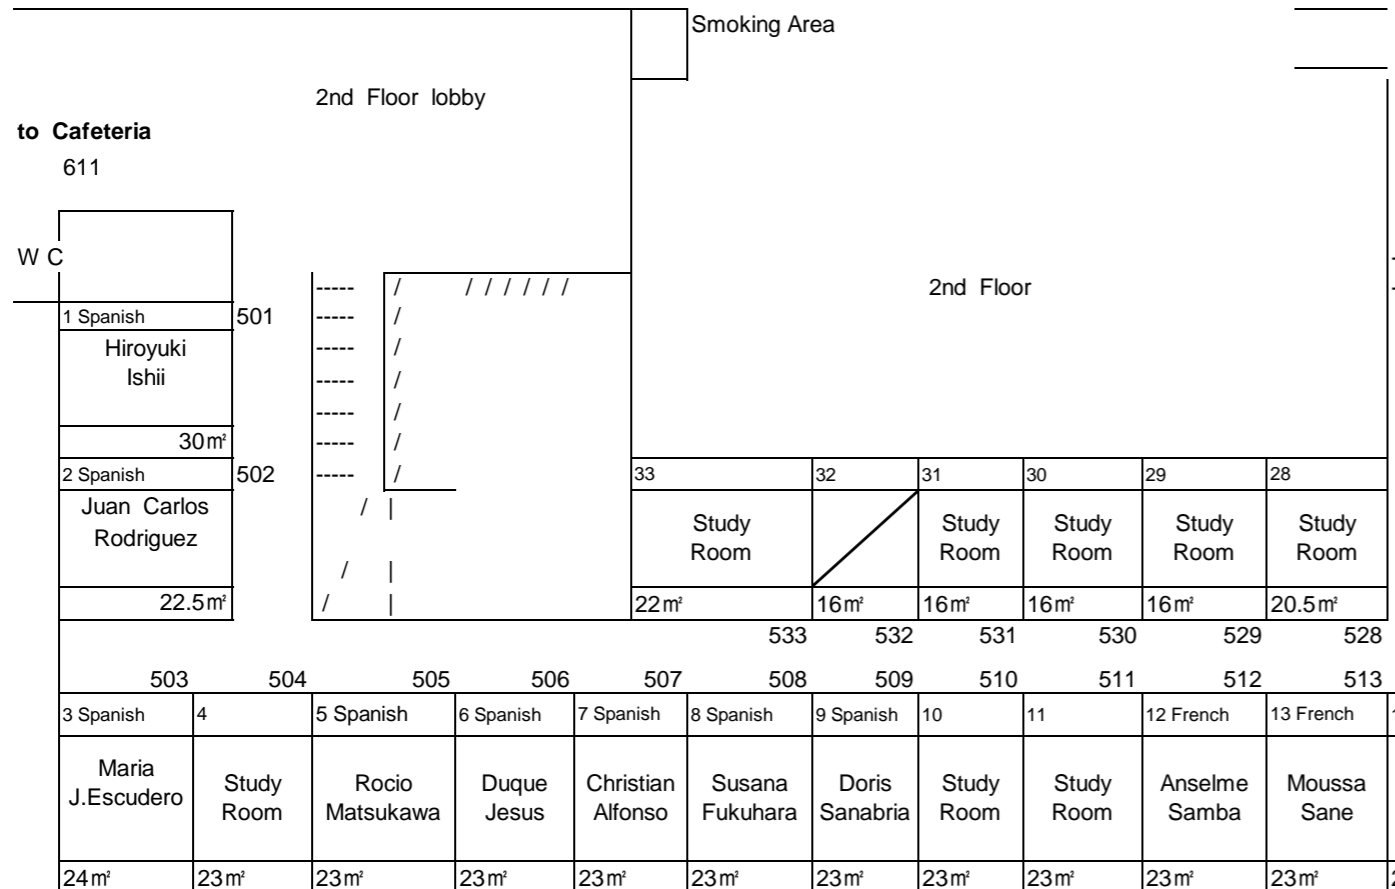 Smoking Area
2nd Floor lobby
to Cafeteria
611
W C
2nd Floor
1 Spanish 501
Hiroyuki
Ishii
30㎡
2 Spanish 502
Juan Carlos
Rodriguez
22.5㎡
33 32 31 30 29 28
Study Study Study Study Study
Room Room Room Room Room
22㎡ 16㎡ 16㎡ 16㎡ 16㎡ 20.5㎡
533 532 531 530 529 528
503 504 505 506 507 508 509 510 511 512 513
3 Spanish 4 5 Spanish 6 Spanish 7 Spanish 8 Spanish 9 Spanish 10 11 12 French 13 French
Maria Study Rocio Duque Christian Susana Doris Study Study Anselme Moussa
J.Escudero Room Matsukawa Jesus Alfonso Fukuhara Sanabria Room Room Samba Sane
24㎡ 23㎡ 23㎡ 23㎡ 23㎡ 23㎡ 23㎡ 23㎡ 23㎡ 23㎡ 23㎡